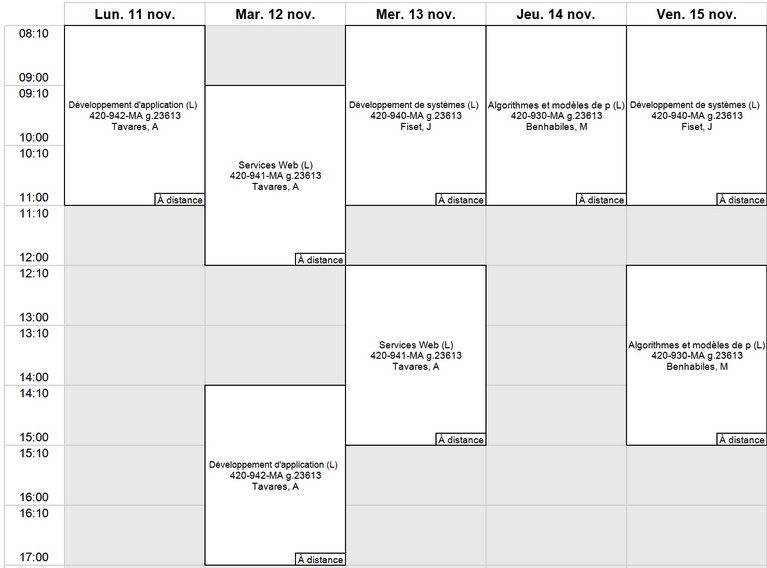 Lun. 11 nov.
Mar. 12 nov.
Mer. 13 nov.
Jeu. 14 nov.
Ven. 15 nov.
08:10
09:00
09:10
10:00
10:10
11:00
11:10
12:00
12:10
13:00
13:10
14:00
14:10
15:00
15:10
16:00
16:10
17:00
Développement d'application (L)
420-942-MA g.23613
Tavares, A
À distance
Services Web (L)
420-941-MA g.23613
Tavares, A
À distance
Développement d'application (L)
420-942-MA g.23613
Tavares, A
À distance
Développement de systèmes (L)
420-940-MA g.23613
Fiset, J
À distance
Services Web (L)
420-941-MA g.23613
Tavares, A
À distance
Algorithmes et modèles de p (L)
420-930-MA g.23613
Benhabiles, M
À distance
Développement de systèmes (L)
420-940-MA g.23613
Fiset, J
À distance
Algorithmes et modèles de p (L)
420-930-MA g.23613
Benhabiles, M
À distance